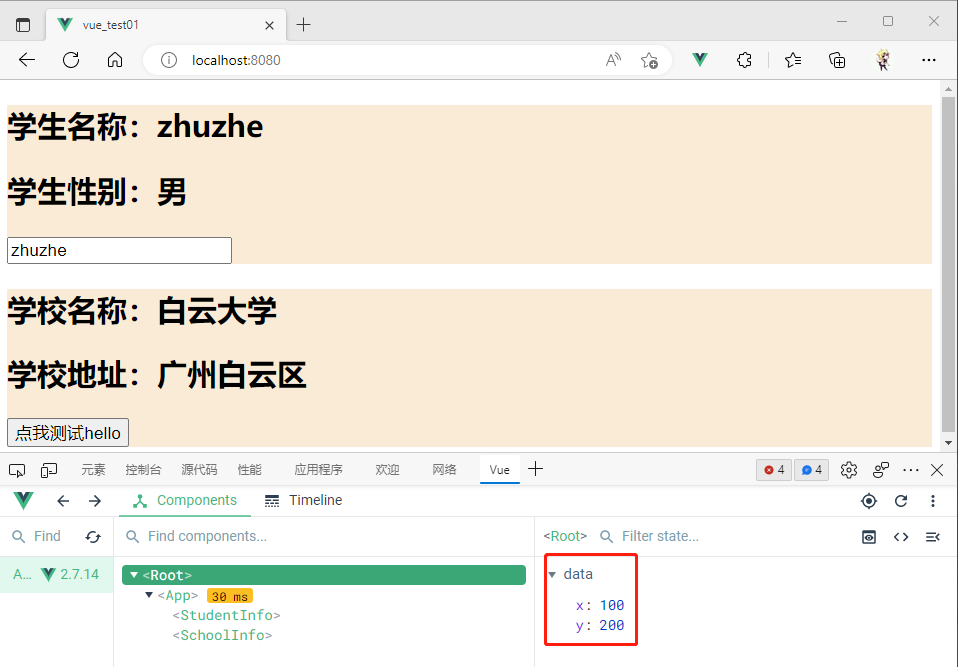 vue_test01
localhost:8080
学生名称：zhuzhe
学生性别：男
zhuzhe
学校名称：白云大学
学校地址：广州白云区
点我测试hello
元素 控制台 源代码 性能 应用程序 欢迎 网络 Vue 4 4
Components Timeline
Find Find components... <Root> Filter state...
A... 2.7.14 <Root> data
<App> 30 ms
x: 100
<StudentInfo>
y: 200
<SchoolInfo>